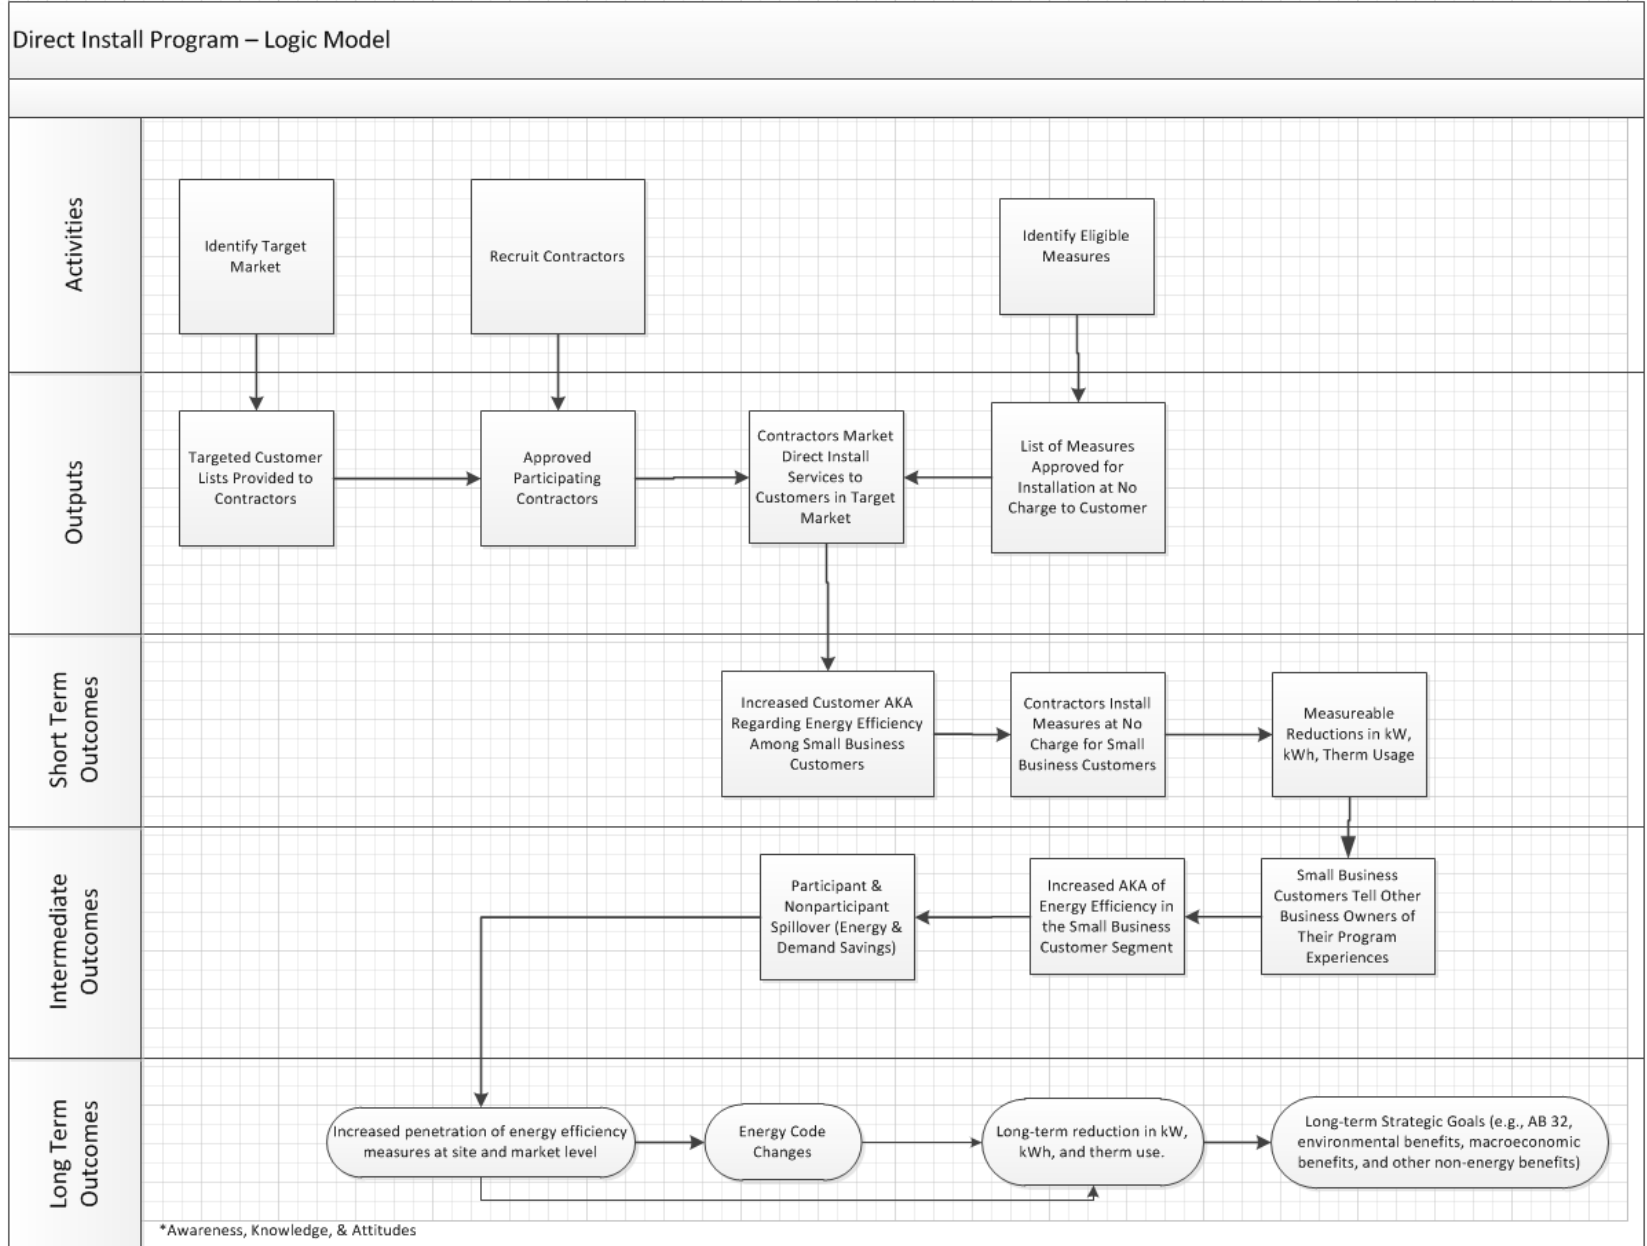 Direct Install Program – Logic Model
Activities
Identify Target
Market
Recruit Contractors
Identify Eligible
Measures
Outputs
Targeted Customer
Lists Provided to
Contractors
Approved
Participating
Contractors
Contractors Market
Direct Install
Services to
Customers in Target
Market
List of Measures
Approved for
Installation at No
Charge to Customer
Short Term
Outcomes
Increased Customer AKA
Regarding Energy Efficiency
Among Small Business
Customers
Contractors Install
Measures at No
Charge for Small
Business Customers
Measureable
Reductions in kW,
kWh, Therm Usage
Intermediate
Outcomes
Participant &
Nonparticipant
Spillover (Energy &
Demand Savings)
Increased AKA of
Energy Efficiency in
the Small Business
Customer Segment
Small Business
Customers Tell Other
Business Owners of
Their Program
Experiences
Long Term
Outcomes
Increased penetration of energy efficiency
measures at site and market level
Energy Code
Changes
Long-term reduction in kW,
kWh, and therm use.
Long-term Strategic Goals (e.g., AB 32,
environmental benefits, macroeconomic
benefits, and other non-energy benefits)
*Awareness, Knowledge, & Attitudes